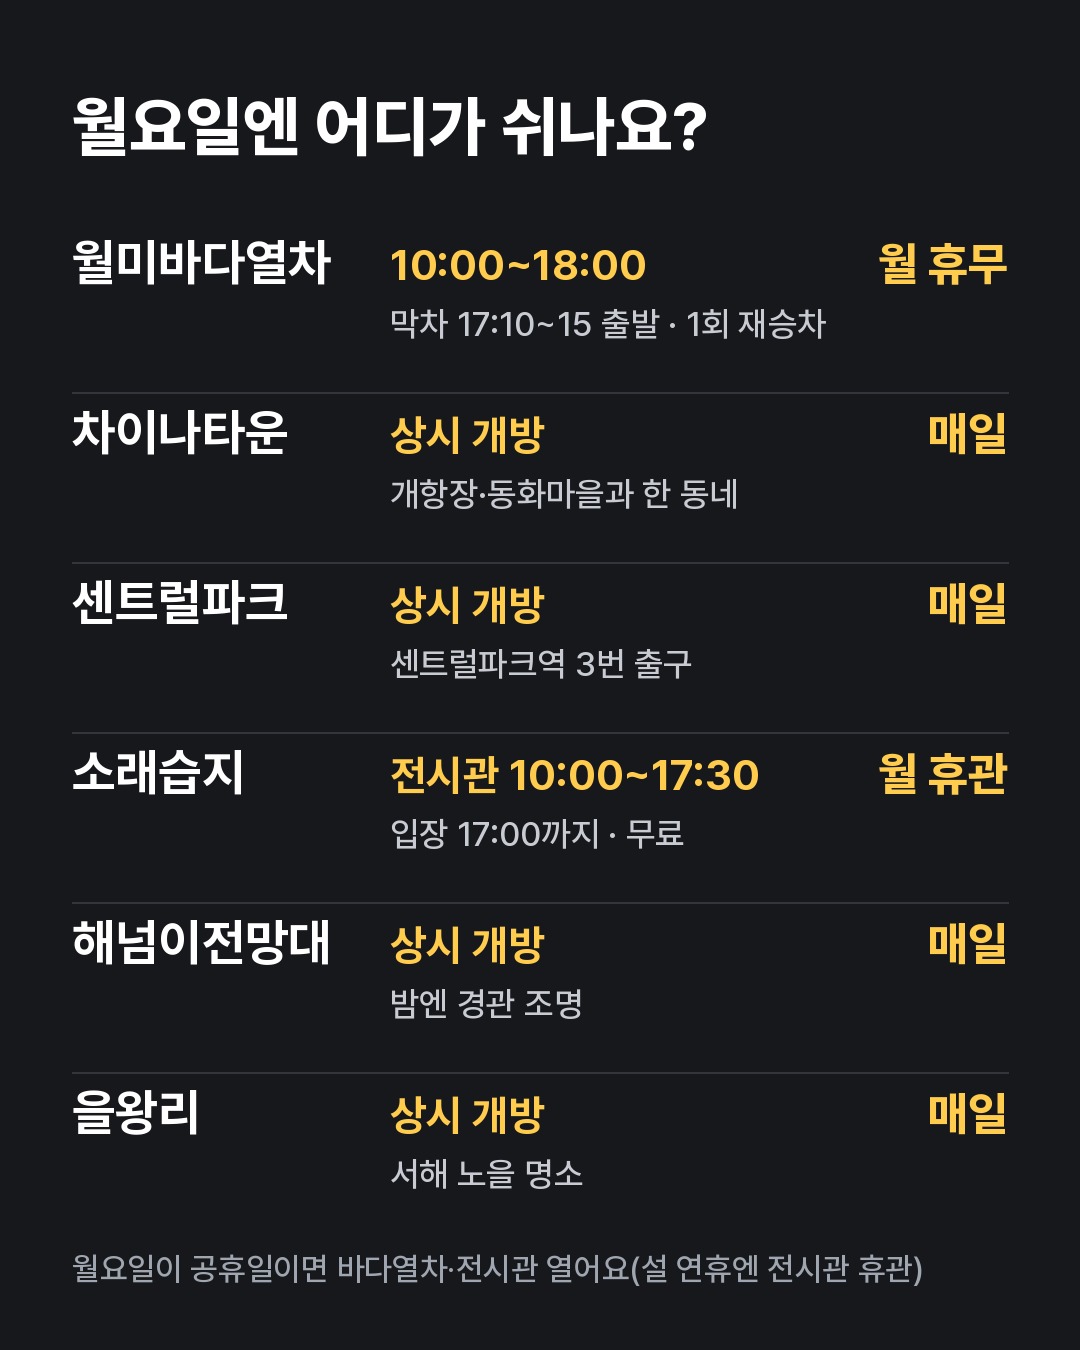 월요일엔 어디가 쉬나요?
월미바다열차 10:00~18:00 월 휴무
막차 17:10~15 출발 · 1회 재승차
차이나타운 상시 개방 매일
개항장·동화마을과 한 동네
센트럴파크 상시 개방 매일
센트럴파크역 3번 출구
소래습지 전시관 10:00~17:30 월 휴관
입장 17:00까지 · 무료
해넘이전망대 상시 개방 매일
밤엔 경관 조명
을왕리 상시 개방 매일
서해 노을 명소
월요일이 공휴일이면 바다열차·전시관 열어요(설 연휴엔 전시관 휴관)